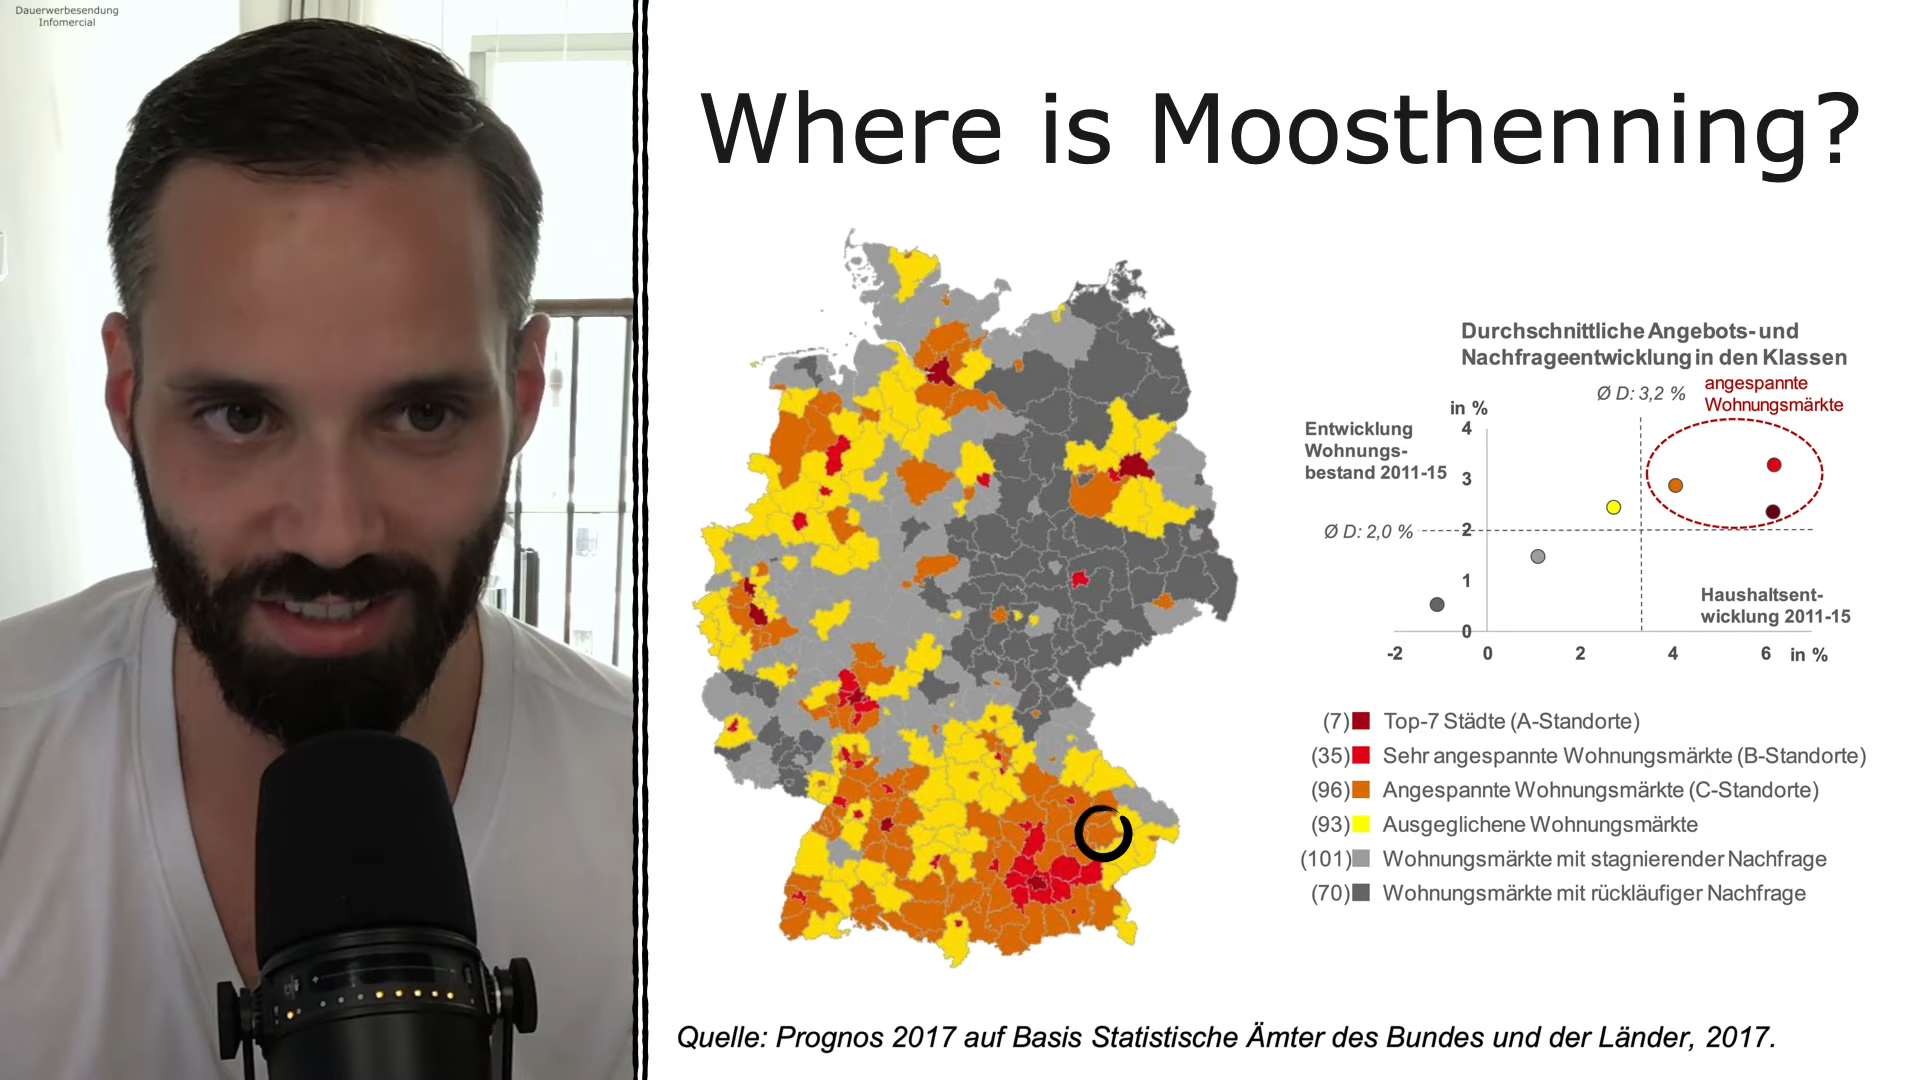 Dauerwerbesendung
Infomercial
Where is Moosthenning?
Durchschnittliche Angebots- und
Nachfrageentwicklung in den Klassen
Ø D: 3,2 %
angespannte
Wohnungsmärkte
in %
Entwicklung
Wohnungs-
bestand 2011-15
4
3
Ø D: 2,0 %
2
1
Haushaltsent-
wicklung 2011-15
0
-2 0 2 4 6 in %
(7) Top-7 Städte (A-Standorte)
(35) Sehr angespannte Wohnungsmärkte (B-Standorte)
(96) Angespannte Wohnungsmärkte (C-Standorte)
(93) Ausgeglichene Wohnungsmärkte
(101) Wohnungsmärkte mit stagnierender Nachfrage
(70) Wohnungsmärkte mit rückläufiger Nachfrage
Quelle: Prognos 2017 auf Basis Statistische Ämter des Bundes und der Länder, 2017.